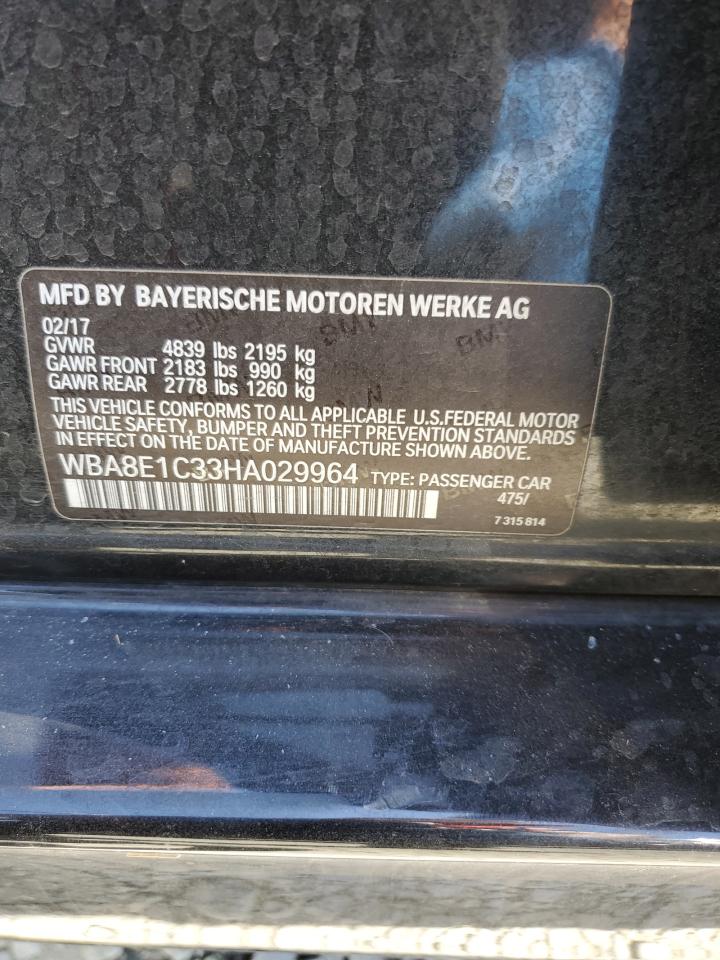 MFD BY BAYERISCHE MOTOREN WERKE AG
02/17
GVWR 4839 lbs 2195 kg
GAWR FRONT 2183 lbs 990 kg
GAWR REAR 2778 lbs 1260 kg
THIS VEHICLE CONFORMS TO ALL APPLICABLE U.S.FEDERAL MOTOR
VEHICLE SAFETY, BUMPER AND THEFT PREVENTION STANDARDS
IN EFFECT ON THE DATE OF MANUFACTURE SHOWN ABOVE.
WBA8E1C33HA029964 TYPE: PASSENGER CAR
475/
7 315 814